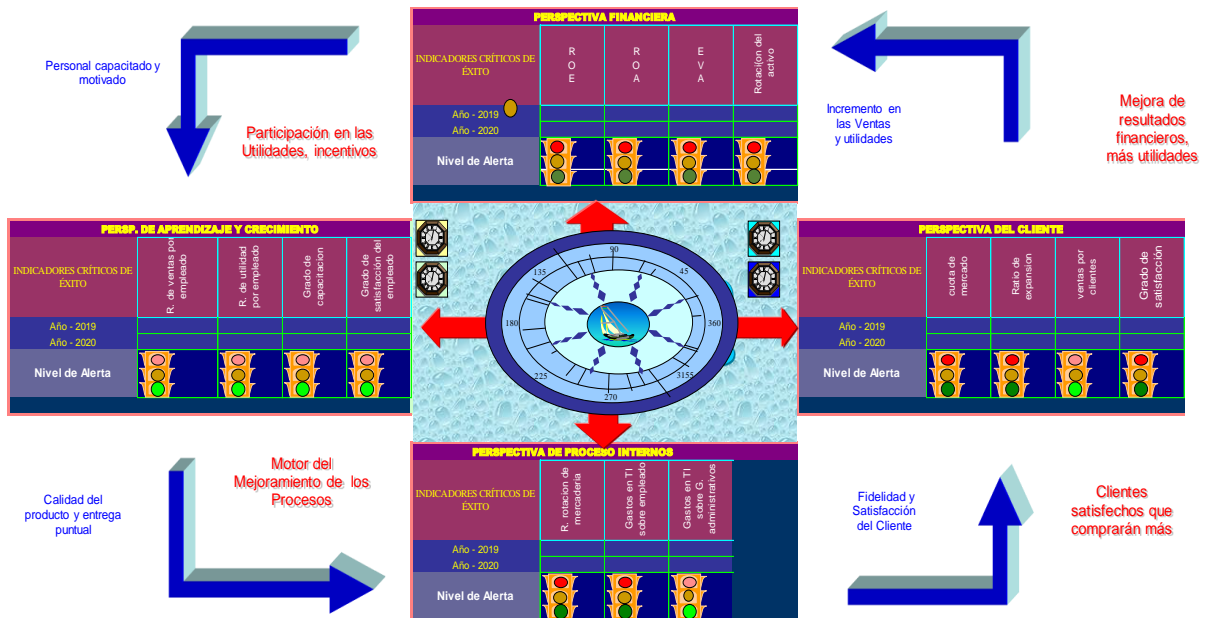 PERSPECTIVA FINANCIERA
INDICADORES CRÍTICOS DE
ÉXITO
R
O
E
R
O
A
E
V
A
Rotaci(on del
activo
Año - 2019
Año - 2020
Nivel de Alerta
Personal capacitado y
motivado
Participación en las
Utilidades, incentivos
Incremento en
las Ventas
y utilidades
Mejora de
resultados
financieros,
más utilidades
PERSP. DE APRENDIZAJE Y CRECIMIENTO
INDICADORES CRÍTICOS DE
ÉXITO
R. de ventas por
empleado
R. de utilidad
por empleado
Grado de
capacitacion
Grado de
satisfacción del
empleado
Año - 2019
Año - 2020
Nivel de Alerta
90
45
360
3155
270
225
180
135
PERSPECTIVA DEL CLIENTE
INDICADORES CRÍTICOS DE
ÉXITO
cuota de
mercado
Ratio de
expansion
ventas por
clientes
Grado de
satisfacción
Año - 2019
Año - 2020
Nivel de Alerta
Calidad del
producto y entrega
puntual
Motor del
Mejoramiento de los
Procesos
PERSPECTIVA DE PROCESO INTERNOS
INDICADORES CRÍTICOS DE
ÉXITO
R. rotacion de
mercaderia
Gastos en TI
sobre empleado
Gastos en TI
sobre G.
administrativos
Año - 2019
Año - 2020
Nivel de Alerta
Fidelidad y
Satisfacción
del Cliente
Clientes
satisfechos que
comprarán más